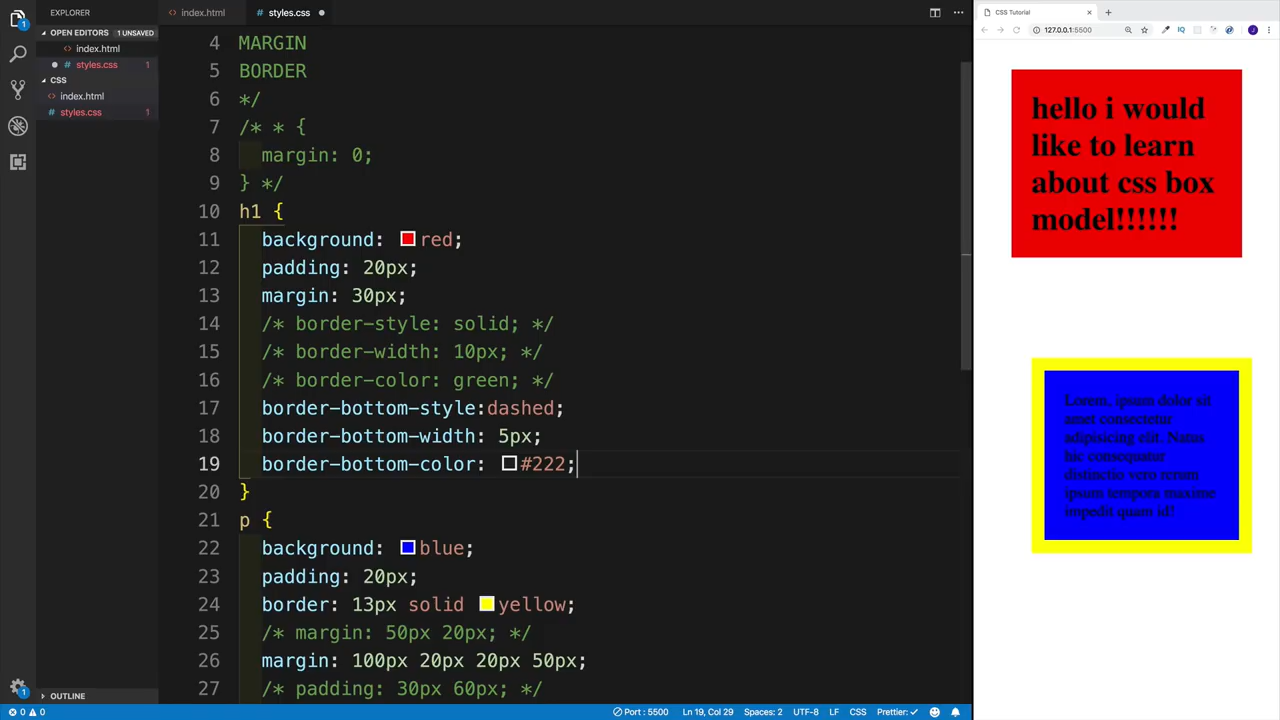 EXPLORER
index.html
styles.css
OPEN EDITORS 1 UNSAVED
index.html
styles.css 1
CSS
index.html
styles.css 1
OUTLINE
4 MARGIN
5 BORDER
6 */
7 /* * {
8 margin: 0;
9 } */
10 h1 {
11 background: red;
12 padding: 20px;
13 margin: 30px;
14 /* border-style: solid; */
15 /* border-width: 10px; */
16 /* border-color: green; */
17 border-bottom-style:dashed;
18 border-bottom-width: 5px;
19 border-bottom-color: #222;
20 }
21 p {
22 background: blue;
23 padding: 20px;
24 border: 13px solid yellow;
25 /* margin: 50px 20px; */
26 margin: 100px 20px 20px 50px;
27 /* padding: 30px 60px; */
1
1
0 0
Port : 5500
Ln 19, Col 29
Spaces: 2
UTF-8
LF
CSS
Prettier: ✓
CSS Tutorial
127.0.0.1:5500
IQ
J
hello i would
like to learn
about css box
model!!!!!!
Lorem, ipsum dolor sit
amet consectetur
adipisicing elit. Natus
hic consequatur
distinctio vero rerum
ipsum tempora maxime
impedit quam id!